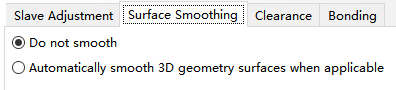 Slave Adjustment Surface Smoothing Clearance Bonding
Do not smooth
Automatically smooth 3D geometry surfaces when applicable